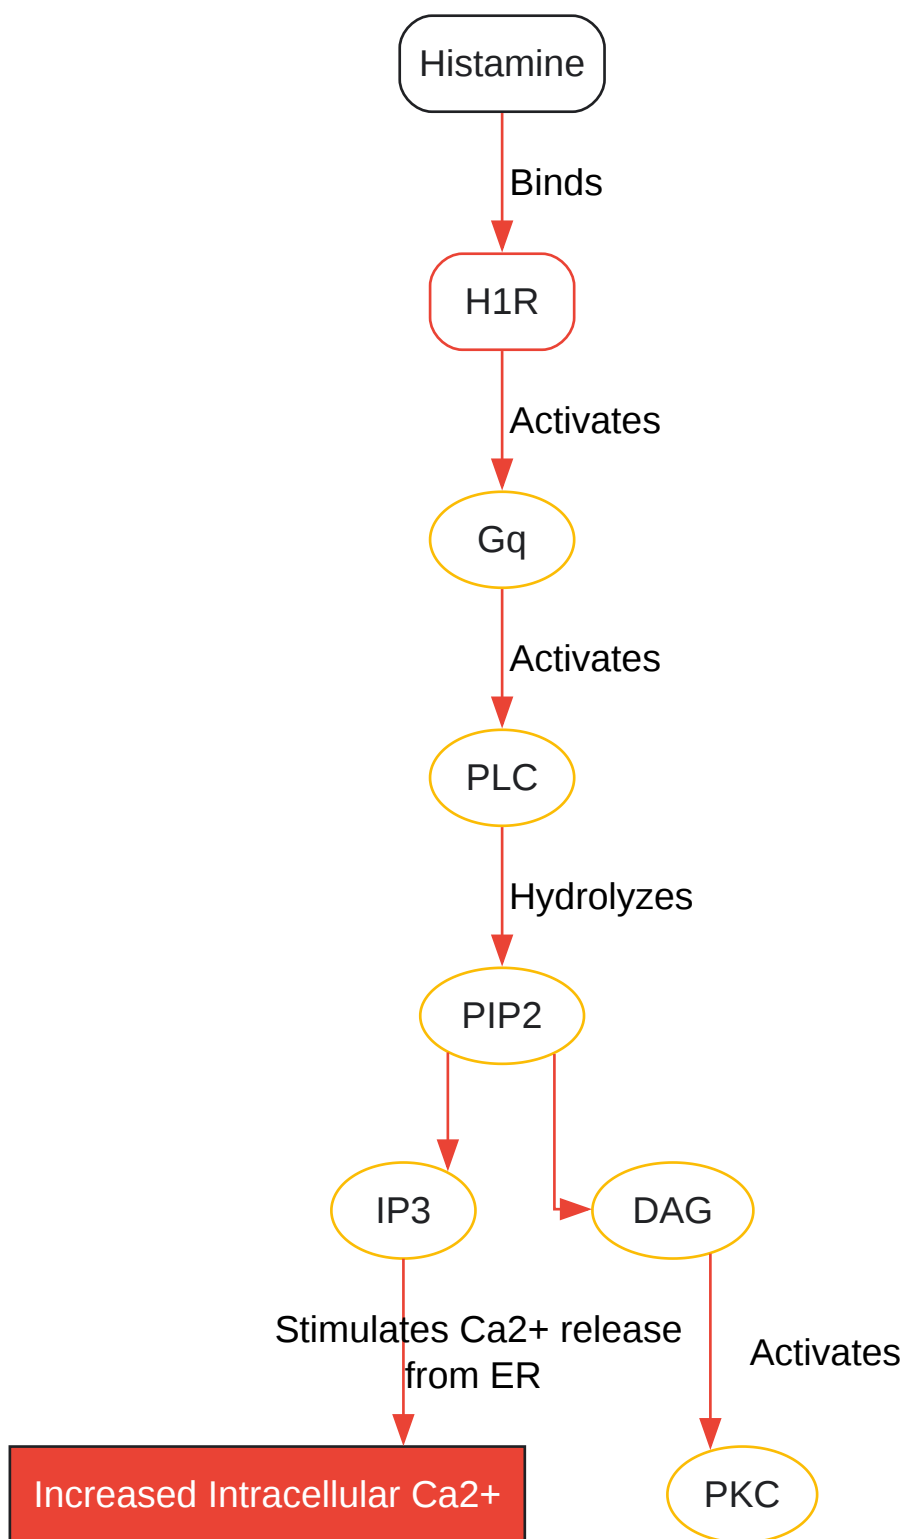 Histamine
Binds
H1R
Activates
Gq
Activates
PLC
Hydrolyzes
PIP2
IP3
DAG
Stimulates Ca2+ release
from ER
Activates
Increased Intracellular Ca2+
PKC